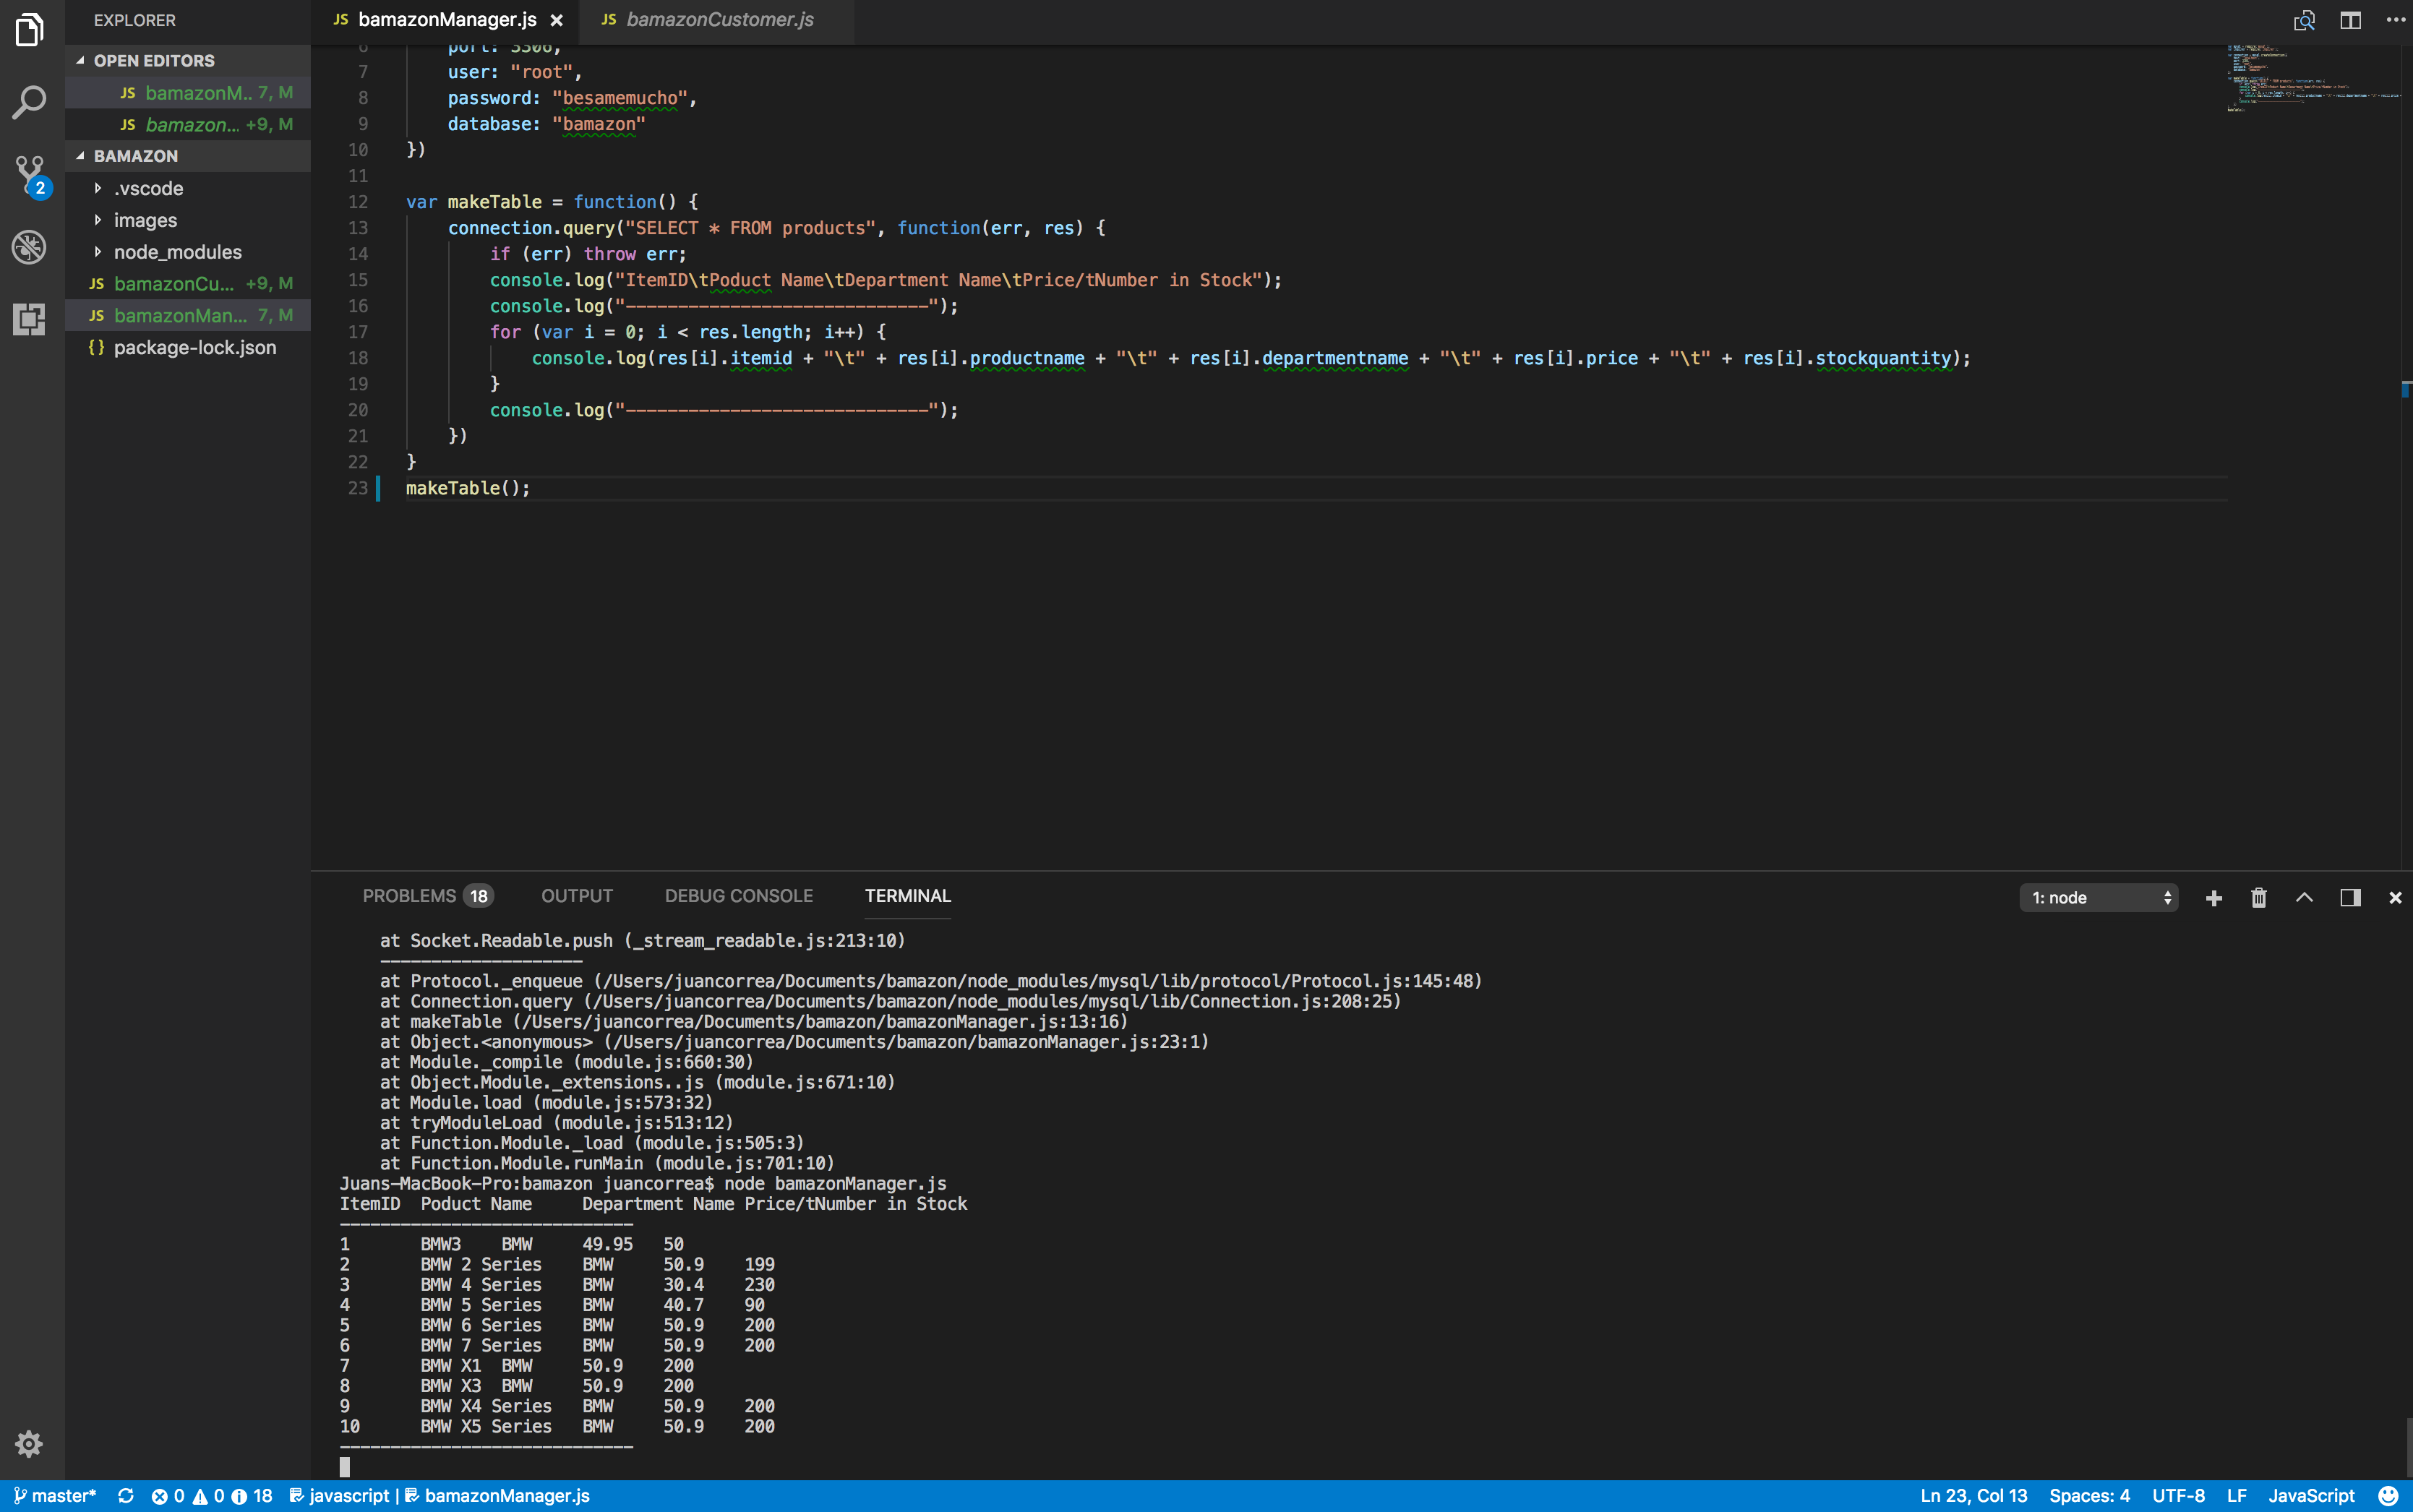 EXPLORER
OPEN EDITORS
JS bamazonM.. 7, M
JS bamazon... +9, M
BAMAZON
.vscode
images
node_modules
JS bamazonCu... +9, M
JS bamazonMan... 7, M
{} package-lock.json
2
JS bamazonManager.js × JS bamazonCustomer.js
6 port: 3306,
7 user: "root",
8 password: "besamemucho",
9 database: "bamazon"
10 })
11
12 var makeTable = function() {
13 connection.query("SELECT * FROM products", function(err, res) {
14 if (err) throw err;
15 console.log("ItemID\tPoduct Name\tDepartment Name\tPrice/tNumber in Stock");
16 console.log("-----------------------------");
17 for (var i = 0; i < res.length; i++) {
18 console.log(res[i].itemid + "\t" + res[i].productname + "\t" + res[i].departmentname + "\t" + res[i].price + "\t" + res[i].stockquantity);
19 }
20 console.log("-----------------------------");
21 })
22 }
23 makeTable();
PROBLEMS 18 OUTPUT DEBUG CONSOLE TERMINAL 1: node
at Socket.Readable.push (_stream_readable.js:213:10)
--------------------
at Protocol._enqueue (/Users/juancorrea/Documents/bamazon/node_modules/mysql/lib/protocol/Protocol.js:145:48)
at Connection.query (/Users/juancorrea/Documents/bamazon/node_modules/mysql/lib/Connection.js:208:25)
at makeTable (/Users/juancorrea/Documents/bamazon/bamazonManager.js:13:16)
at Object.<anonymous> (/Users/juancorrea/Documents/bamazon/bamazonManager.js:23:1)
at Module._compile (module.js:660:30)
at Object.Module._extensions..js (module.js:671:10)
at Module.load (module.js:573:32)
at tryModuleLoad (module.js:513:12)
at Function.Module._load (module.js:505:3)
at Function.Module.runMain (module.js:701:10)
Juans-MacBook-Pro:bamazon juancorrea$ node bamazonManager.js
ItemID Poduct Name Department Name Price/tNumber in Stock
-----------------------------
1 BMW3 BMW 49.95 50
2 BMW 2 Series BMW 50.9 199
3 BMW 4 Series BMW 30.4 230
4 BMW 5 Series BMW 40.7 90
5 BMW 6 Series BMW 50.9 200
6 BMW 7 Series BMW 50.9 200
7 BMW X1 BMW 50.9 200
8 BMW X3 BMW 50.9 200
9 BMW X4 Series BMW 50.9 200
10 BMW X5 Series BMW 50.9 200
-----------------------------
master* 0 0 18 javascript | bamazonManager.js Ln 23, Col 13 Spaces: 4 UTF-8 LF JavaScript